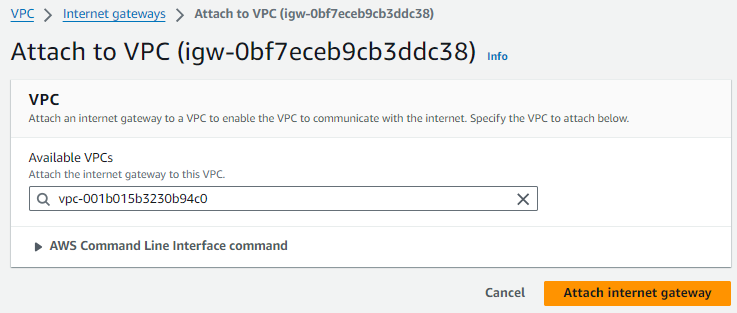 VPC > Internet gateways > Attach to VPC (igw-0bf7eceb9cb3ddc38)
Attach to VPC (igw-0bf7eceb9cb3ddc38) Info
VPC
Attach an internet gateway to a VPC to enable the VPC to communicate with the internet. Specify the VPC to attach below.
Available VPCs
Attach the internet gateway to this VPC.
vpc-001b015b3230b94c0
AWS Command Line Interface command
Cancel Attach internet gateway